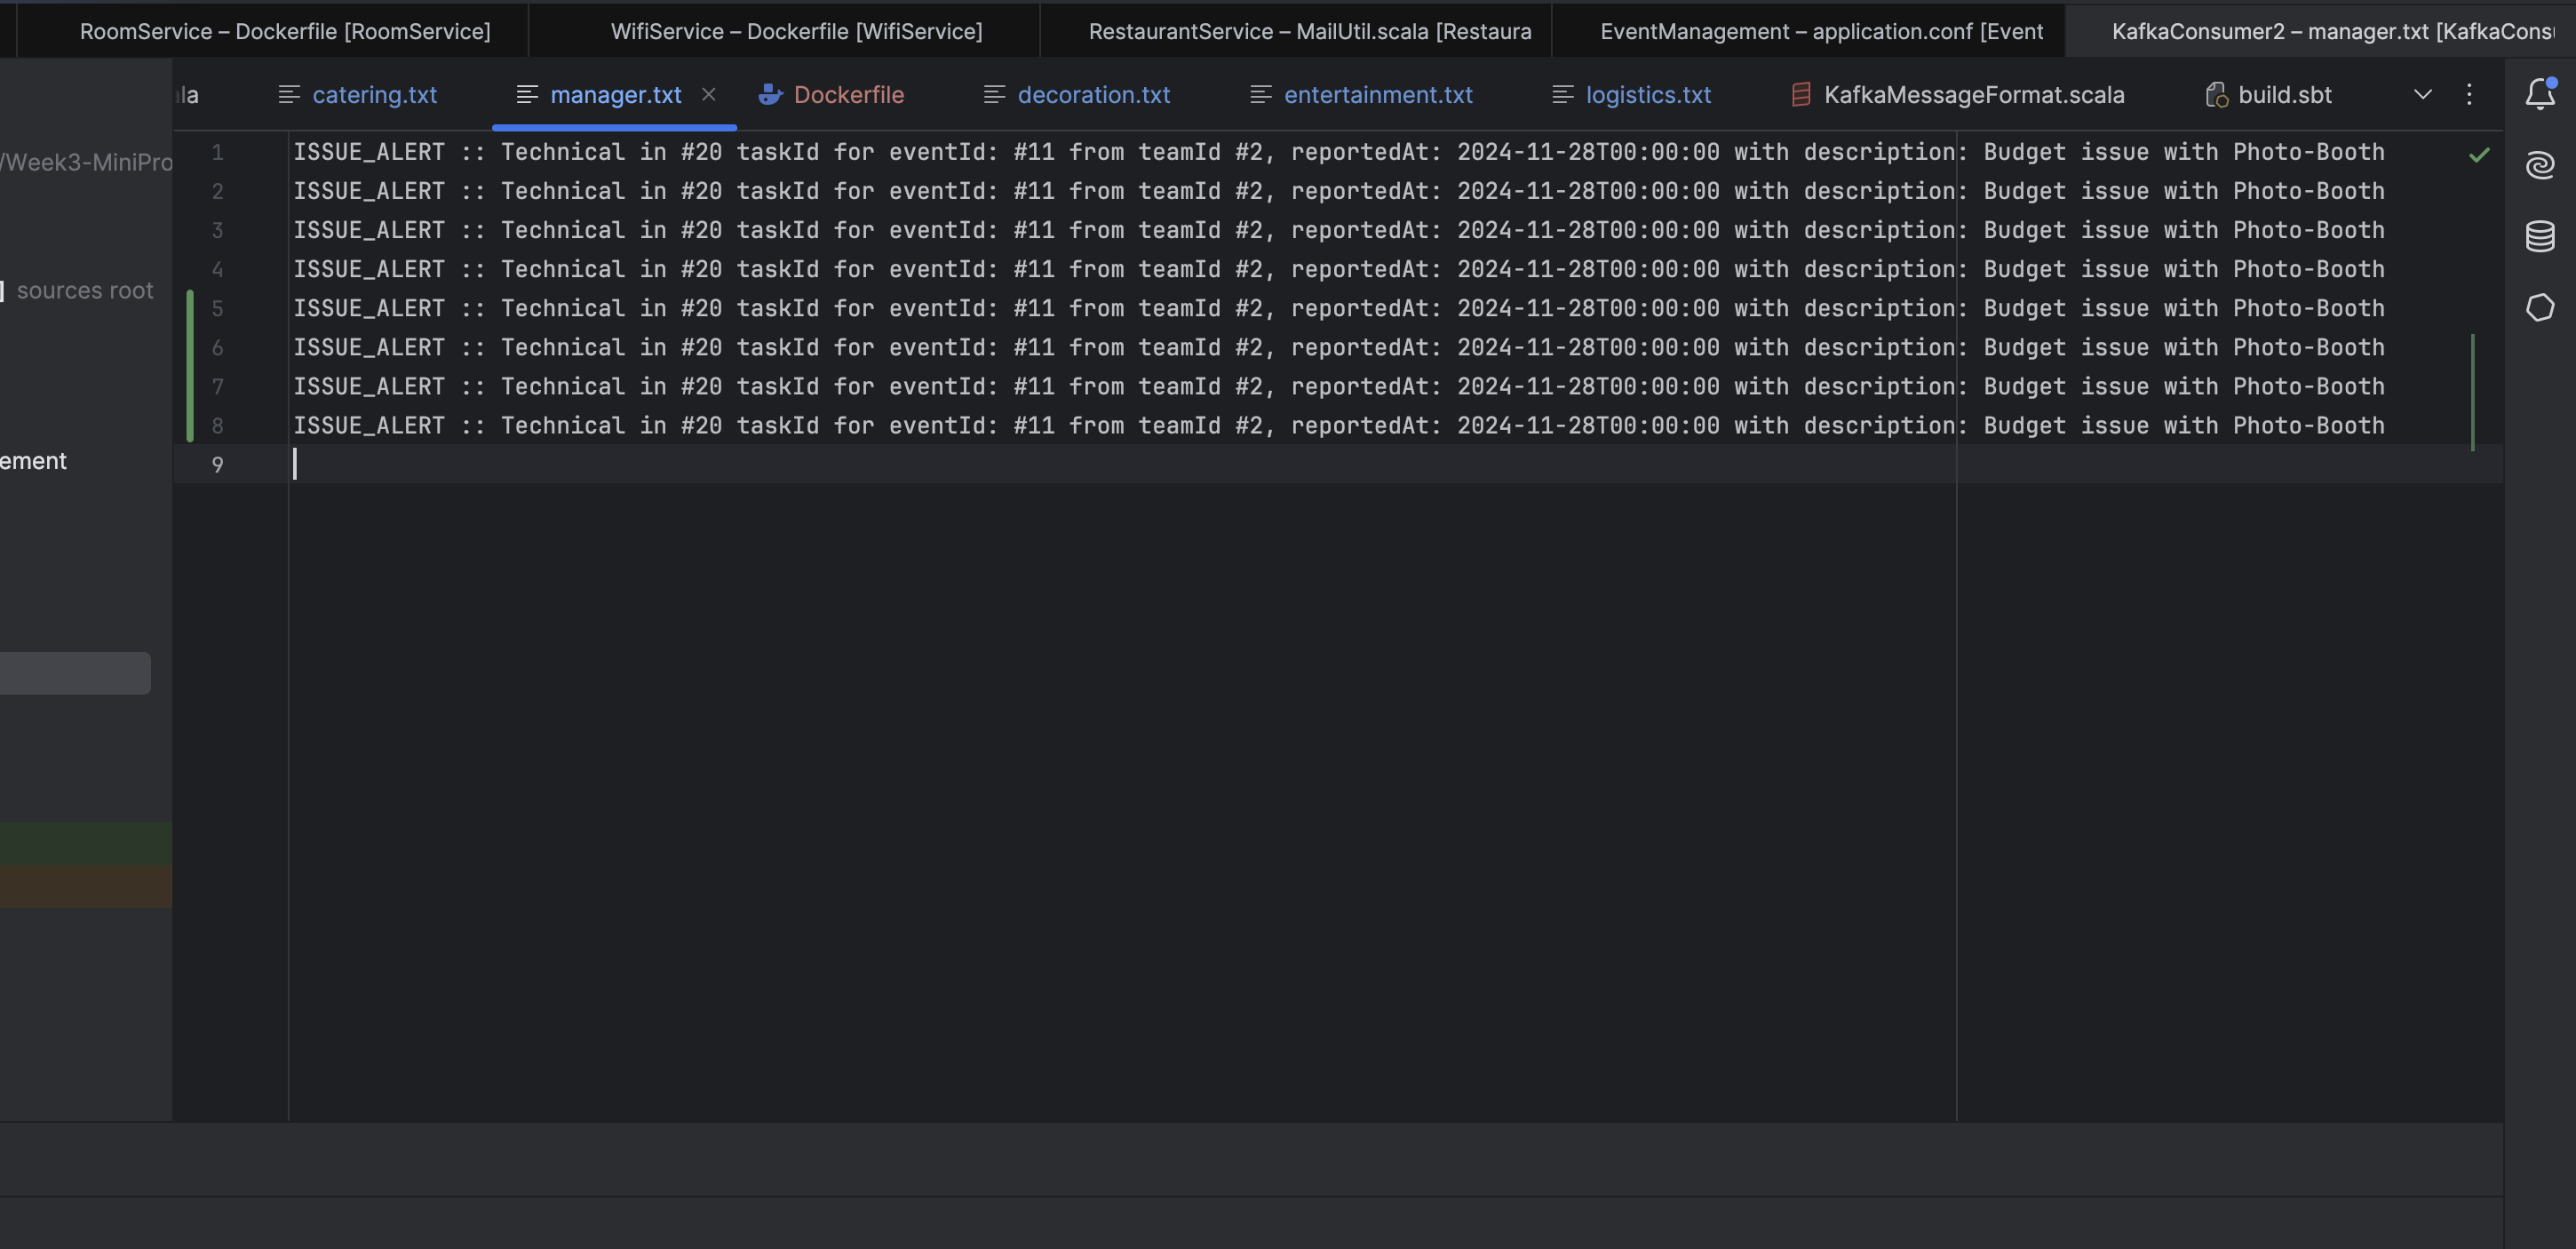 RoomService – Dockerfile [RoomService]
WifiService – Dockerfile [WifiService]
RestaurantService – MailUtil.scala [Restaura
EventManagement – application.conf [Event
KafkaConsumer2 – manager.txt [KafkaConsu
la
catering.txt
manager.txt
Dockerfile
decoration.txt
entertainment.txt
logistics.txt
KafkaMessageFormat.scala
build.sbt
/Week3-MiniPro
] sources root
ement
1 ISSUE_ALERT :: Technical in #20 taskId for eventId: #11 from teamId #2, reportedAt: 2024-11-28T00:00:00 with description: Budget issue with Photo-Booth
2 ISSUE_ALERT :: Technical in #20 taskId for eventId: #11 from teamId #2, reportedAt: 2024-11-28T00:00:00 with description: Budget issue with Photo-Booth
3 ISSUE_ALERT :: Technical in #20 taskId for eventId: #11 from teamId #2, reportedAt: 2024-11-28T00:00:00 with description: Budget issue with Photo-Booth
4 ISSUE_ALERT :: Technical in #20 taskId for eventId: #11 from teamId #2, reportedAt: 2024-11-28T00:00:00 with description: Budget issue with Photo-Booth
5 ISSUE_ALERT :: Technical in #20 taskId for eventId: #11 from teamId #2, reportedAt: 2024-11-28T00:00:00 with description: Budget issue with Photo-Booth
6 ISSUE_ALERT :: Technical in #20 taskId for eventId: #11 from teamId #2, reportedAt: 2024-11-28T00:00:00 with description: Budget issue with Photo-Booth
7 ISSUE_ALERT :: Technical in #20 taskId for eventId: #11 from teamId #2, reportedAt: 2024-11-28T00:00:00 with description: Budget issue with Photo-Booth
8 ISSUE_ALERT :: Technical in #20 taskId for eventId: #11 from teamId #2, reportedAt: 2024-11-28T00:00:00 with description: Budget issue with Photo-Booth
9